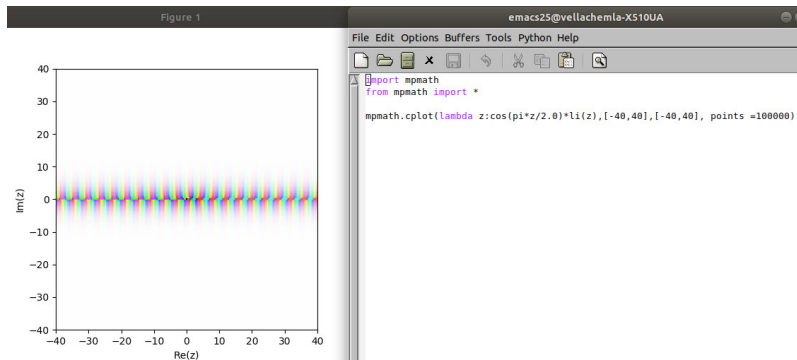 Figure 1
emacs25@vellachemla-X510UA
File Edit Options Buffers Tools Python Help
import mpmath
from mpmath import *
mpmath.cplot(lambda z:cos(pi*z/2.0)*li(z),[-40,40],[-40,40], points =100000)
40
30
20
10
0
−10
−20
−30
−40
Im(z)
−40 −30 −20 −10 0 10 20 30 40
Re(z)